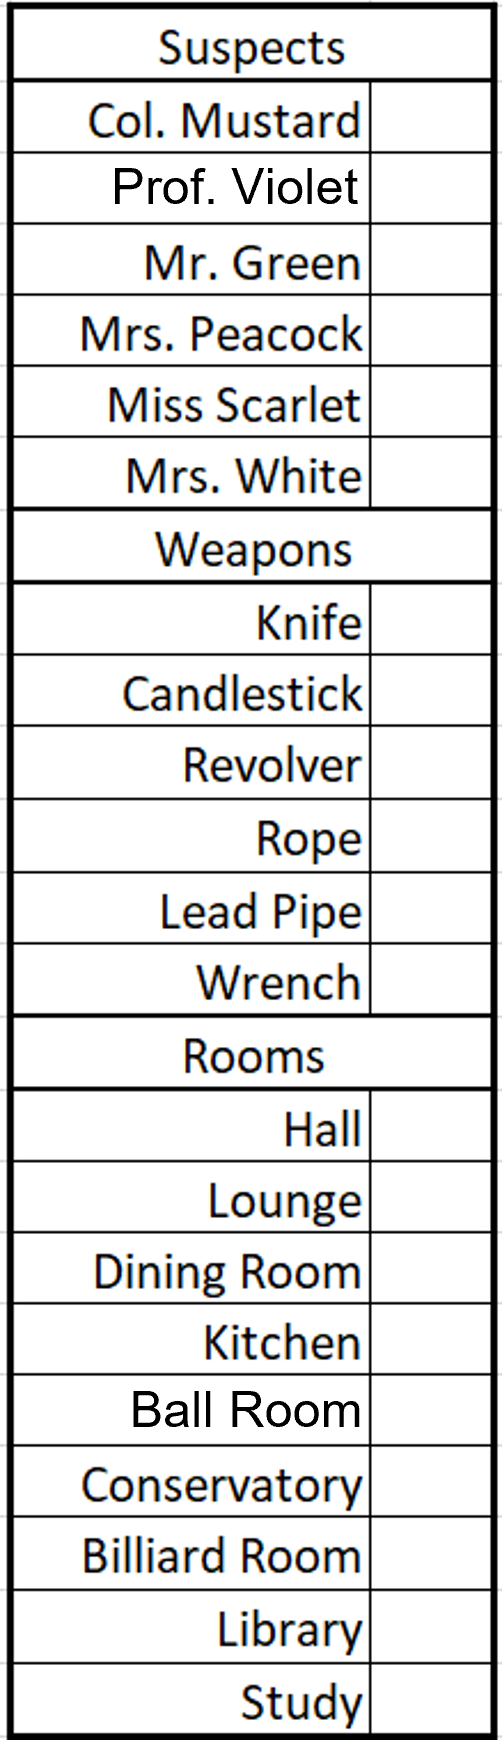 Suspects
Col. Mustard
Prof. Violet
Mr. Green
Mrs. Peacock
Miss Scarlet
Mrs. White
Weapons
Knife
Candlestick
Revolver
Rope
Lead Pipe
Wrench
Rooms
Hall
Lounge
Dining Room
Kitchen
Ball Room
Conservatory
Billiard Room
Library
Study